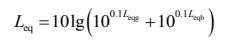 L_eq = 10lg(10^{0.1L_eqg} + 10^{0.1L_eqb})